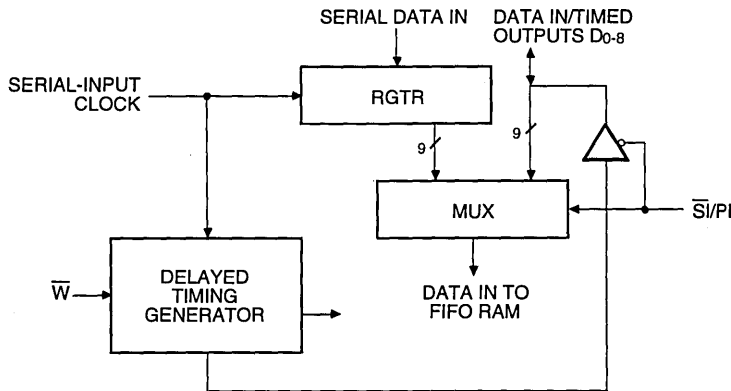 SERIAL DATA IN
DATA IN/TIMED
OUTPUTS D0-8
SERIAL-INPUT
CLOCK
RGTR
9
9
MUX
S̅I̅/PI
W̅
DELAYED
TIMING
GENERATOR
DATA IN TO
FIFO RAM